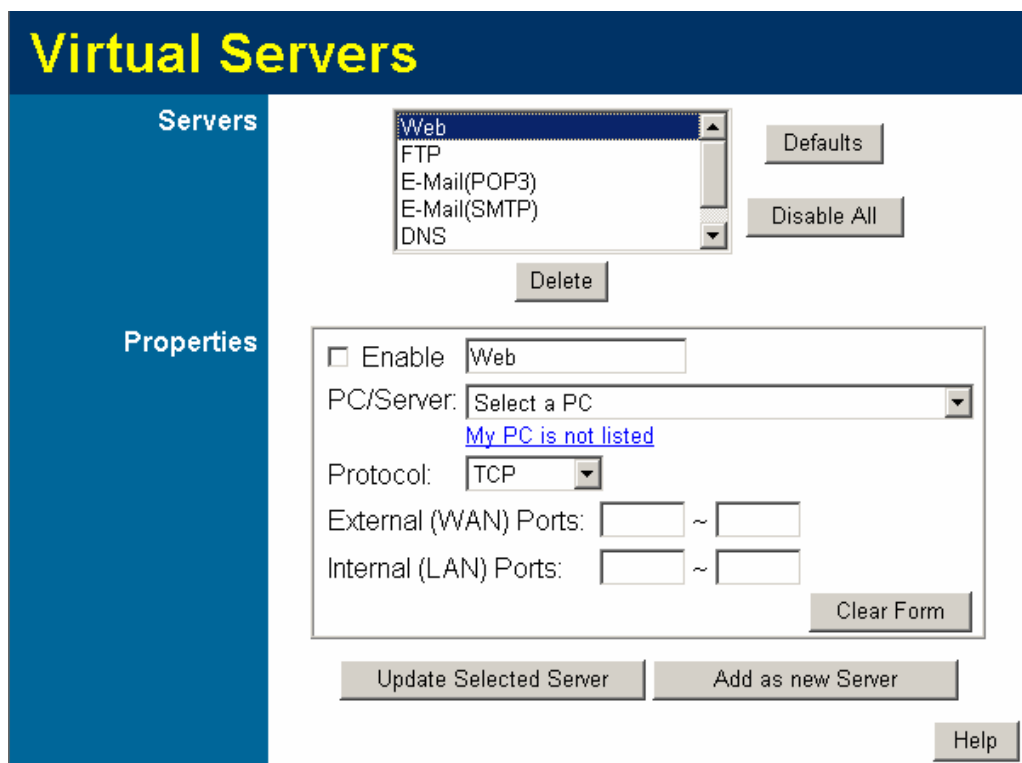 Virtual Servers
Servers
Web
FTP
E-Mail(POP3)
E-Mail(SMTP)
DNS
Defaults
Disable All
Delete
Properties
Enable Web
PC/Server: Select a PC
My PC is not listed
Protocol: TCP
External (WAN) Ports: ~
Internal (LAN) Ports: ~
Clear Form
Update Selected Server Add as new Server
Help